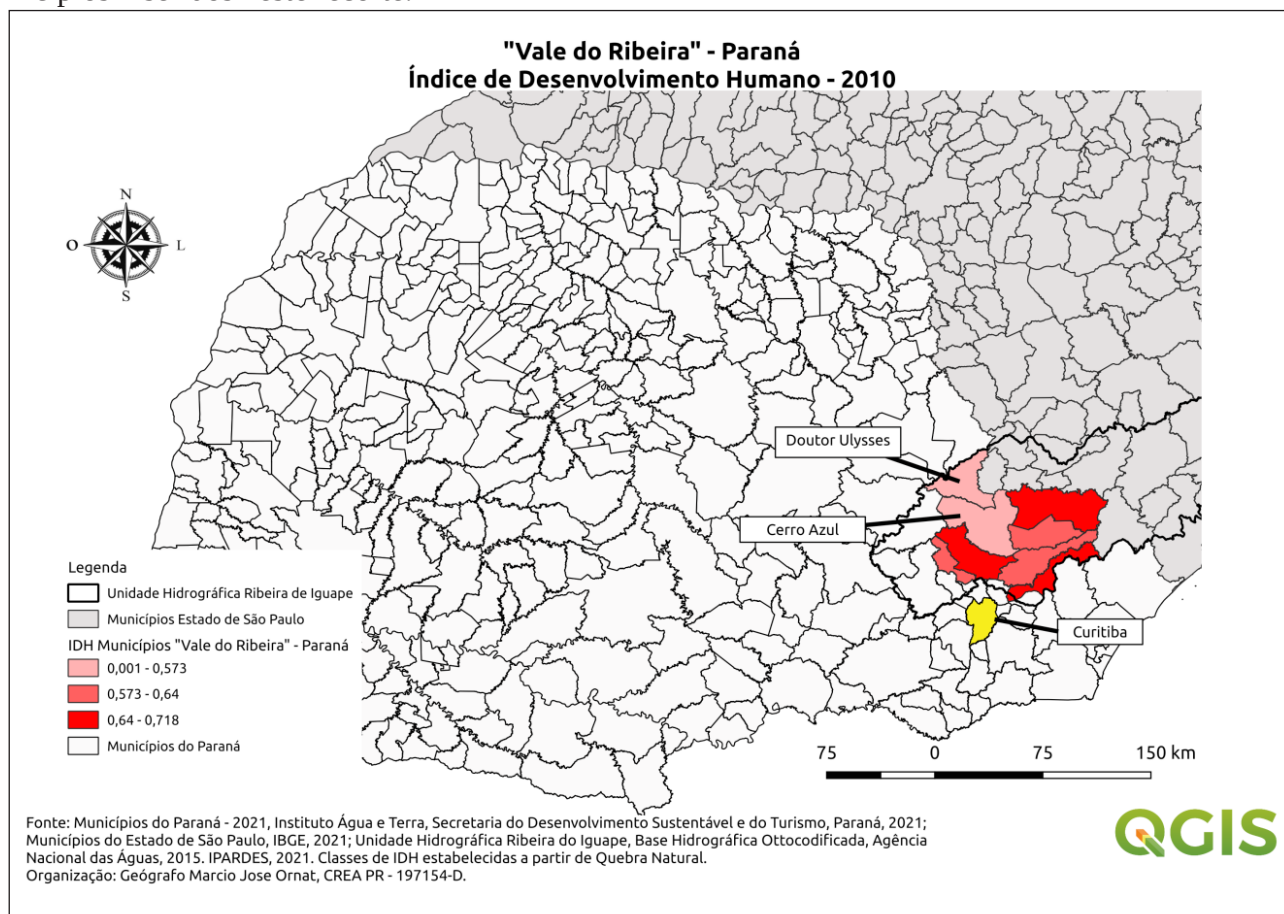 "Vale do Ribeira" - Paraná
Índice de Desenvolvimento Humano - 2010
N
O
L
S
Doutor Ulysses
Cerro Azul
Curitiba
Legenda
Unidade Hidrográfica Ribeira de Iguape
Municípios Estado de São Paulo
IDH Municípios "Vale do Ribeira" - Paraná
0,001 - 0,573
0,573 - 0,64
0,64 - 0,718
Municípios do Paraná
75 0 75 150 km
Fonte: Municípios do Paraná - 2021, Instituto Água e Terra, Secretaria do Desenvolvimento Sustentável e do Turismo, Paraná, 2021;
Municípios do Estado de São Paulo, IBGE, 2021; Unidade Hidrográfica Ribeira do Iguape, Base Hidrográfica Ottocodificada, Agência
Nacional das Águas, 2015. IPARDES, 2021. Classes de IDH estabelecidas a partir de Quebra Natural.
Organização: Geógrafo Marcio Jose Ornat, CREA PR - 197154-D.
QGIS